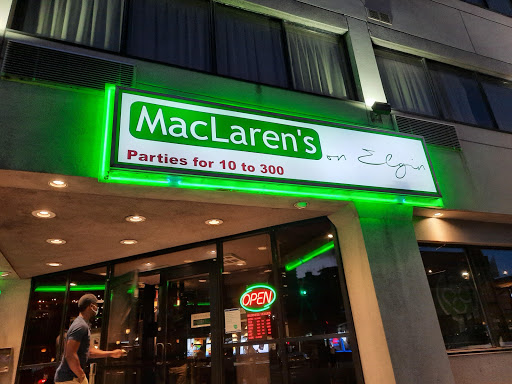 MacLaren's on Elgin
Parties for 10 to 300
OPEN